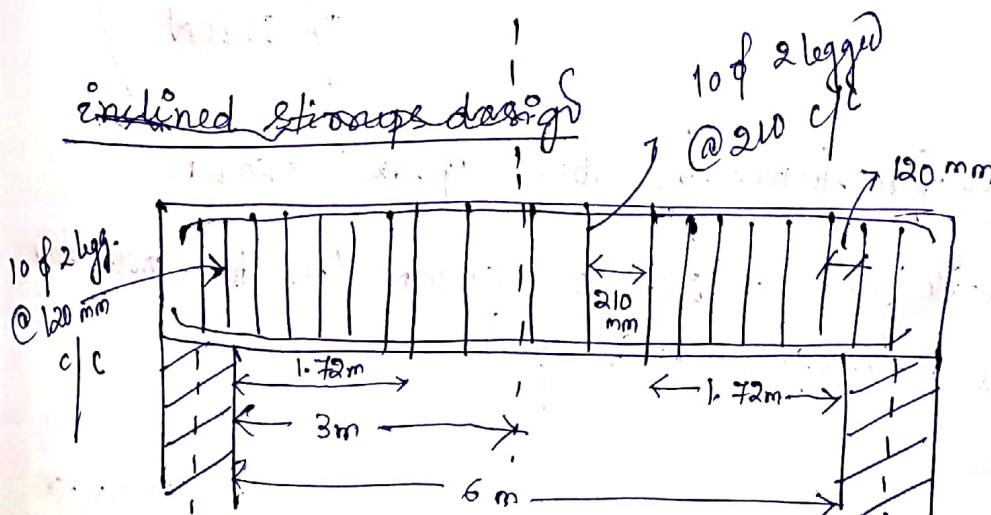 inclined stirrups design
10 ϕ 2 legged
@ 210 c/c
120 mm
10 ϕ 2 legg.
@ 120 mm
c/c
210
mm
1.72m
1.72m
3m
6 m